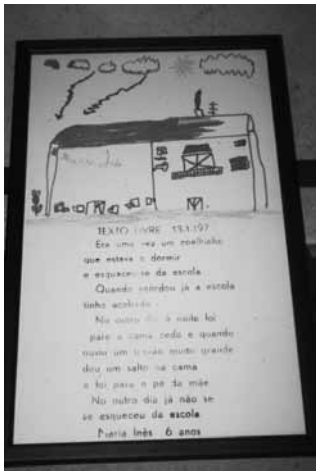 TEXTO LIVRE 13.1.97
Era uma vez um coelhinho
que estava a dormir
e esqueceu-se da escola.
Quando acordou já a escola
tinha acabado.
No outro dia à noite foi
para a cama cedo e quando
ouviu um trovão muito grande
deu um salto na cama
e foi para o pé da mãe.
No outro dia já não se
se esqueceu da escola
Maria Inês 6 anos